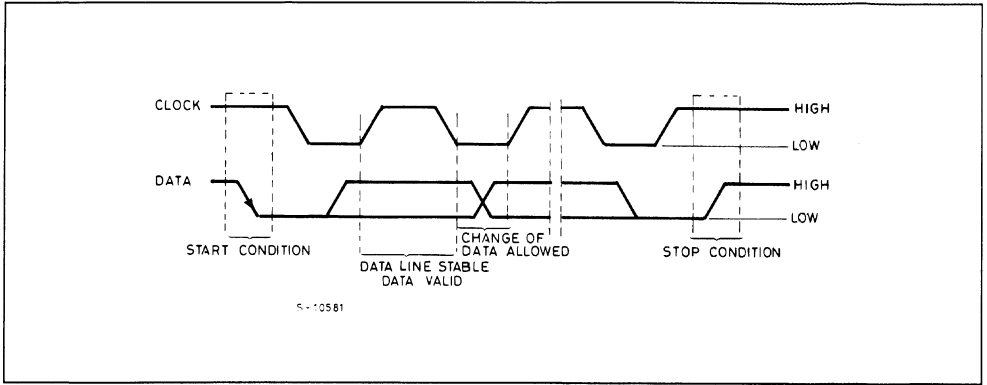 CLOCK
HIGH
LOW
DATA
HIGH
LOW
START CONDITION
CHANGE OF
DATA ALLOWED
STOP CONDITION
DATA LINE STABLE
DATA VALID
S-10581